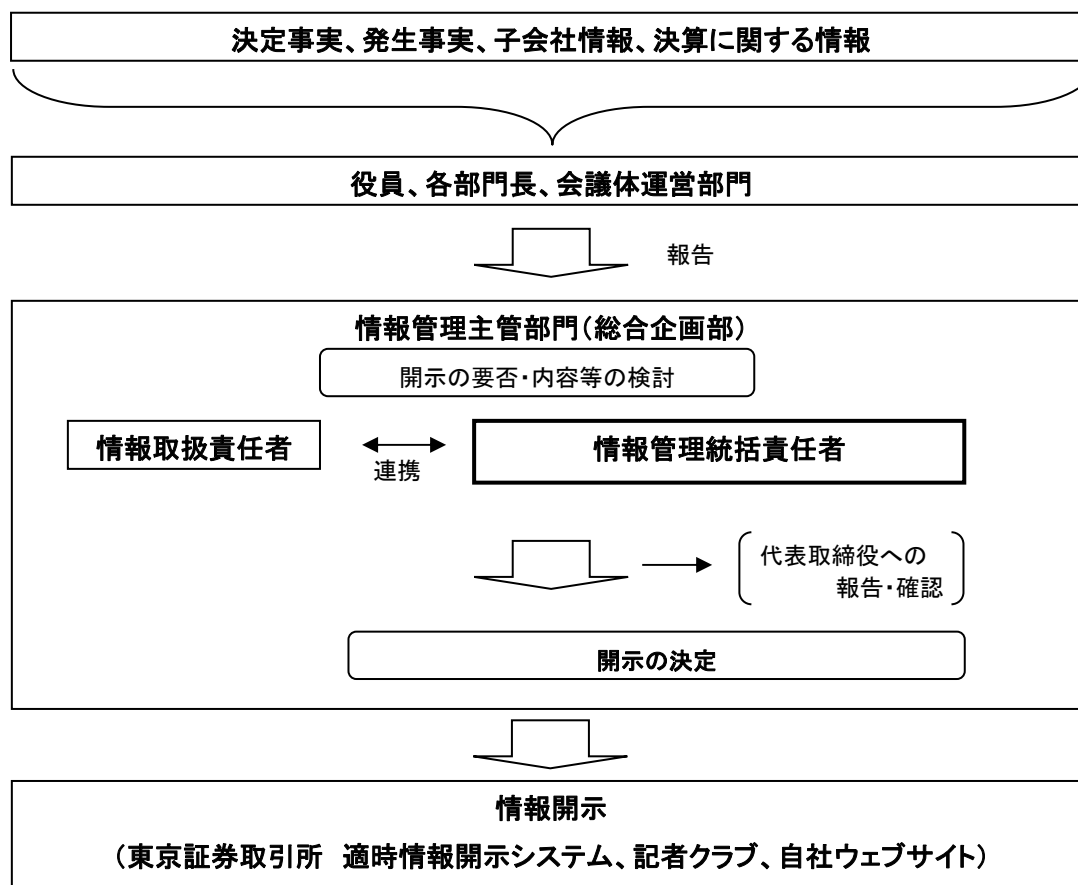 決定事実、発生事実、子会社情報、決算に関する情報
役員、各部門長、会議体運営部門
報告
情報管理主管部門（総合企画部）
開示の要否・内容等の検討
情報取扱責任者
連携
情報管理統括責任者
代表取締役への
報告・確認
開示の決定
情報開示
（東京証券取引所　適時情報開示システム、記者クラブ、自社ウェブサイト）